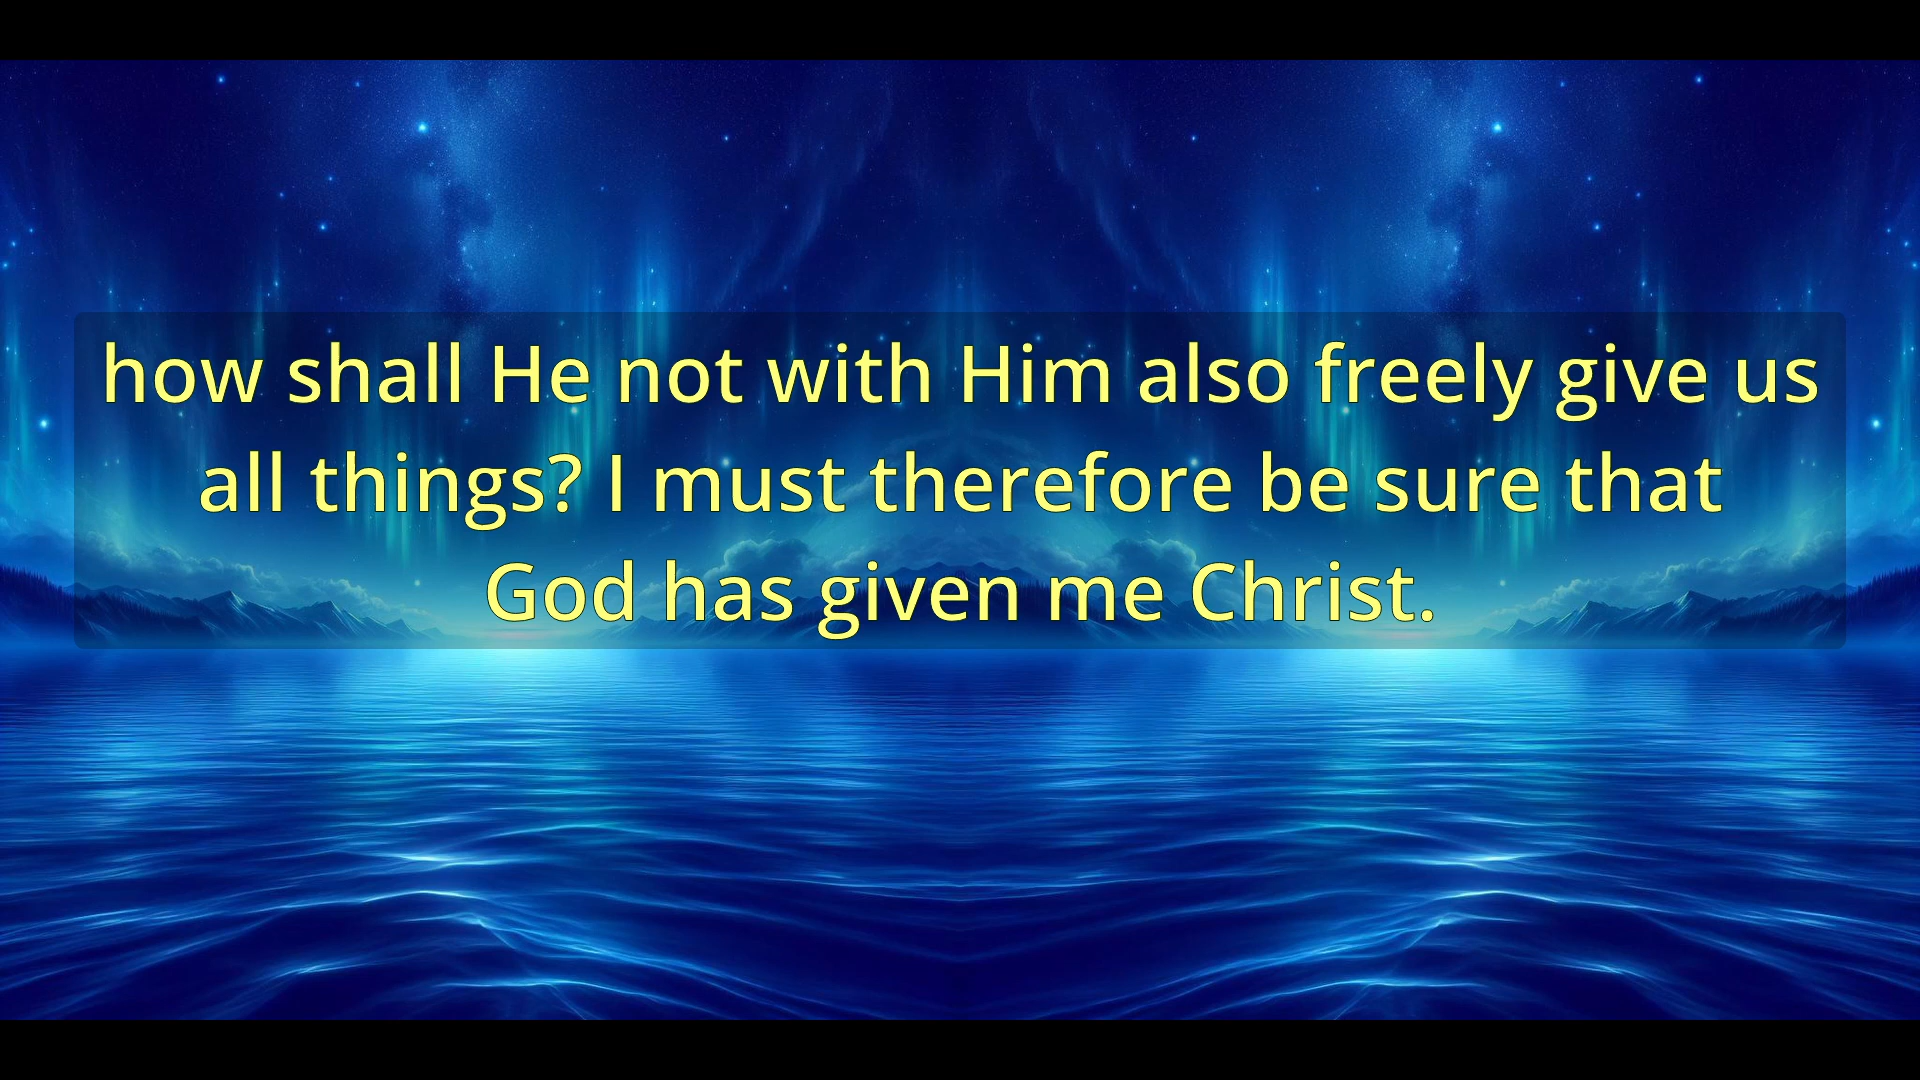 how shall He not with Him also freely give us
all things? I must therefore be sure that
God has given me Christ.